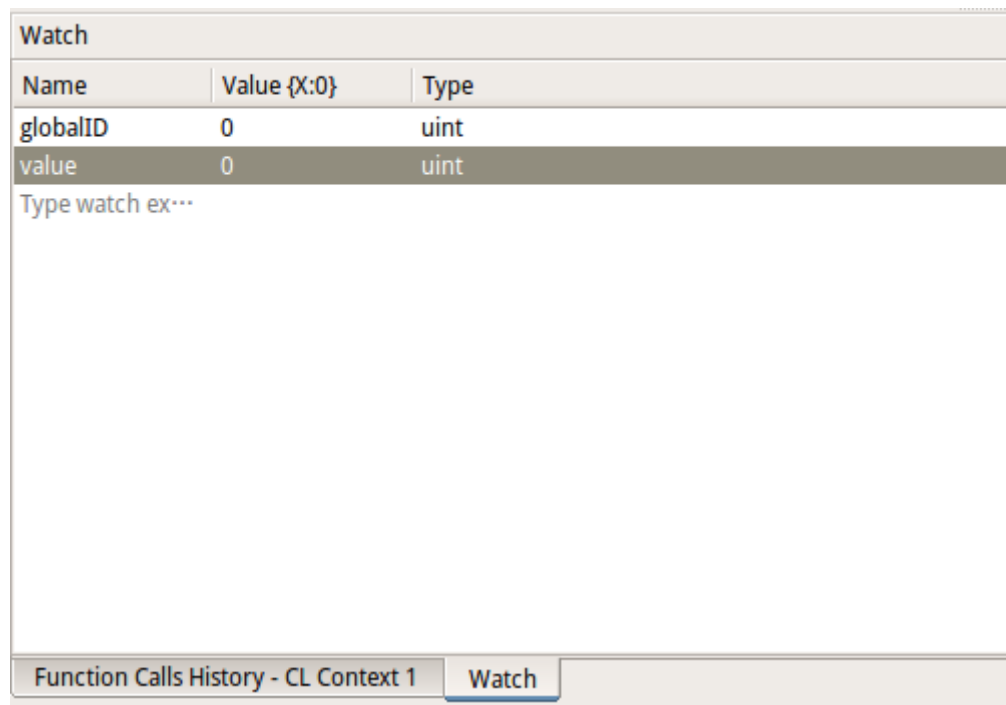 Watch
Name Value {X:0} Type
globalID 0 uint
value 0 uint
Type watch ex···
Function Calls History - CL Context 1 Watch